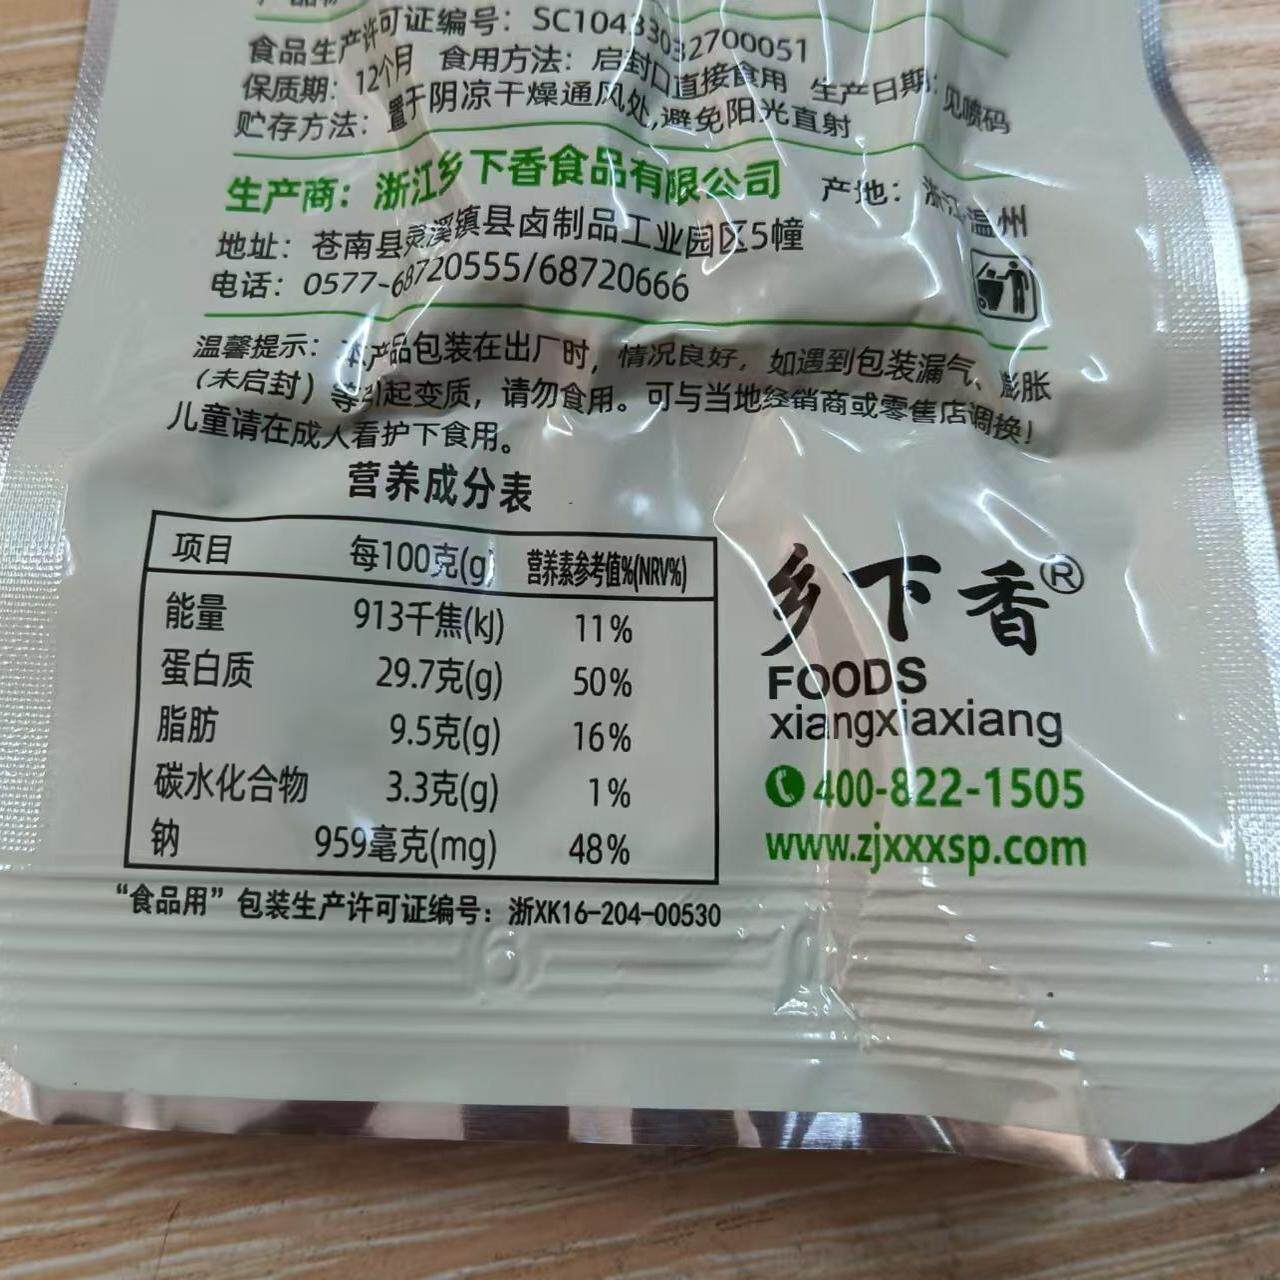 食品生产许可证编号：SC10433032700051
保质期：12个月 食用方法：启封口直接食用 生产日期：见喷码
贮存方法：置于阴凉干燥通风处,避免阳光直射
生产商：浙江乡下香食品有限公司 产地：浙江温州
地址：苍南县灵溪镇县卤制品工业园区5幢
电话：0577-68720555/68720666
温馨提示：本产品包装在出厂时，情况良好，如遇到包装漏气、膨胀
（未启封）等引起变质，请勿食用。可与当地经销商或零售店调换！
儿童请在成人看护下食用。
营养成分表
项目 每100克(g) 营养素参考值%(NRV%)
能量 913千焦(kJ) 11%
蛋白质 29.7克(g) 50%
脂肪 9.5克(g) 16%
碳水化合物 3.3克(g) 1%
钠 959毫克(mg) 48%
“食品用”包装生产许可证编号：浙XK16-204-00530
乡下香®
FOODS
xiangxiaxiang
400-822-1505
www.zjxxxsp.com